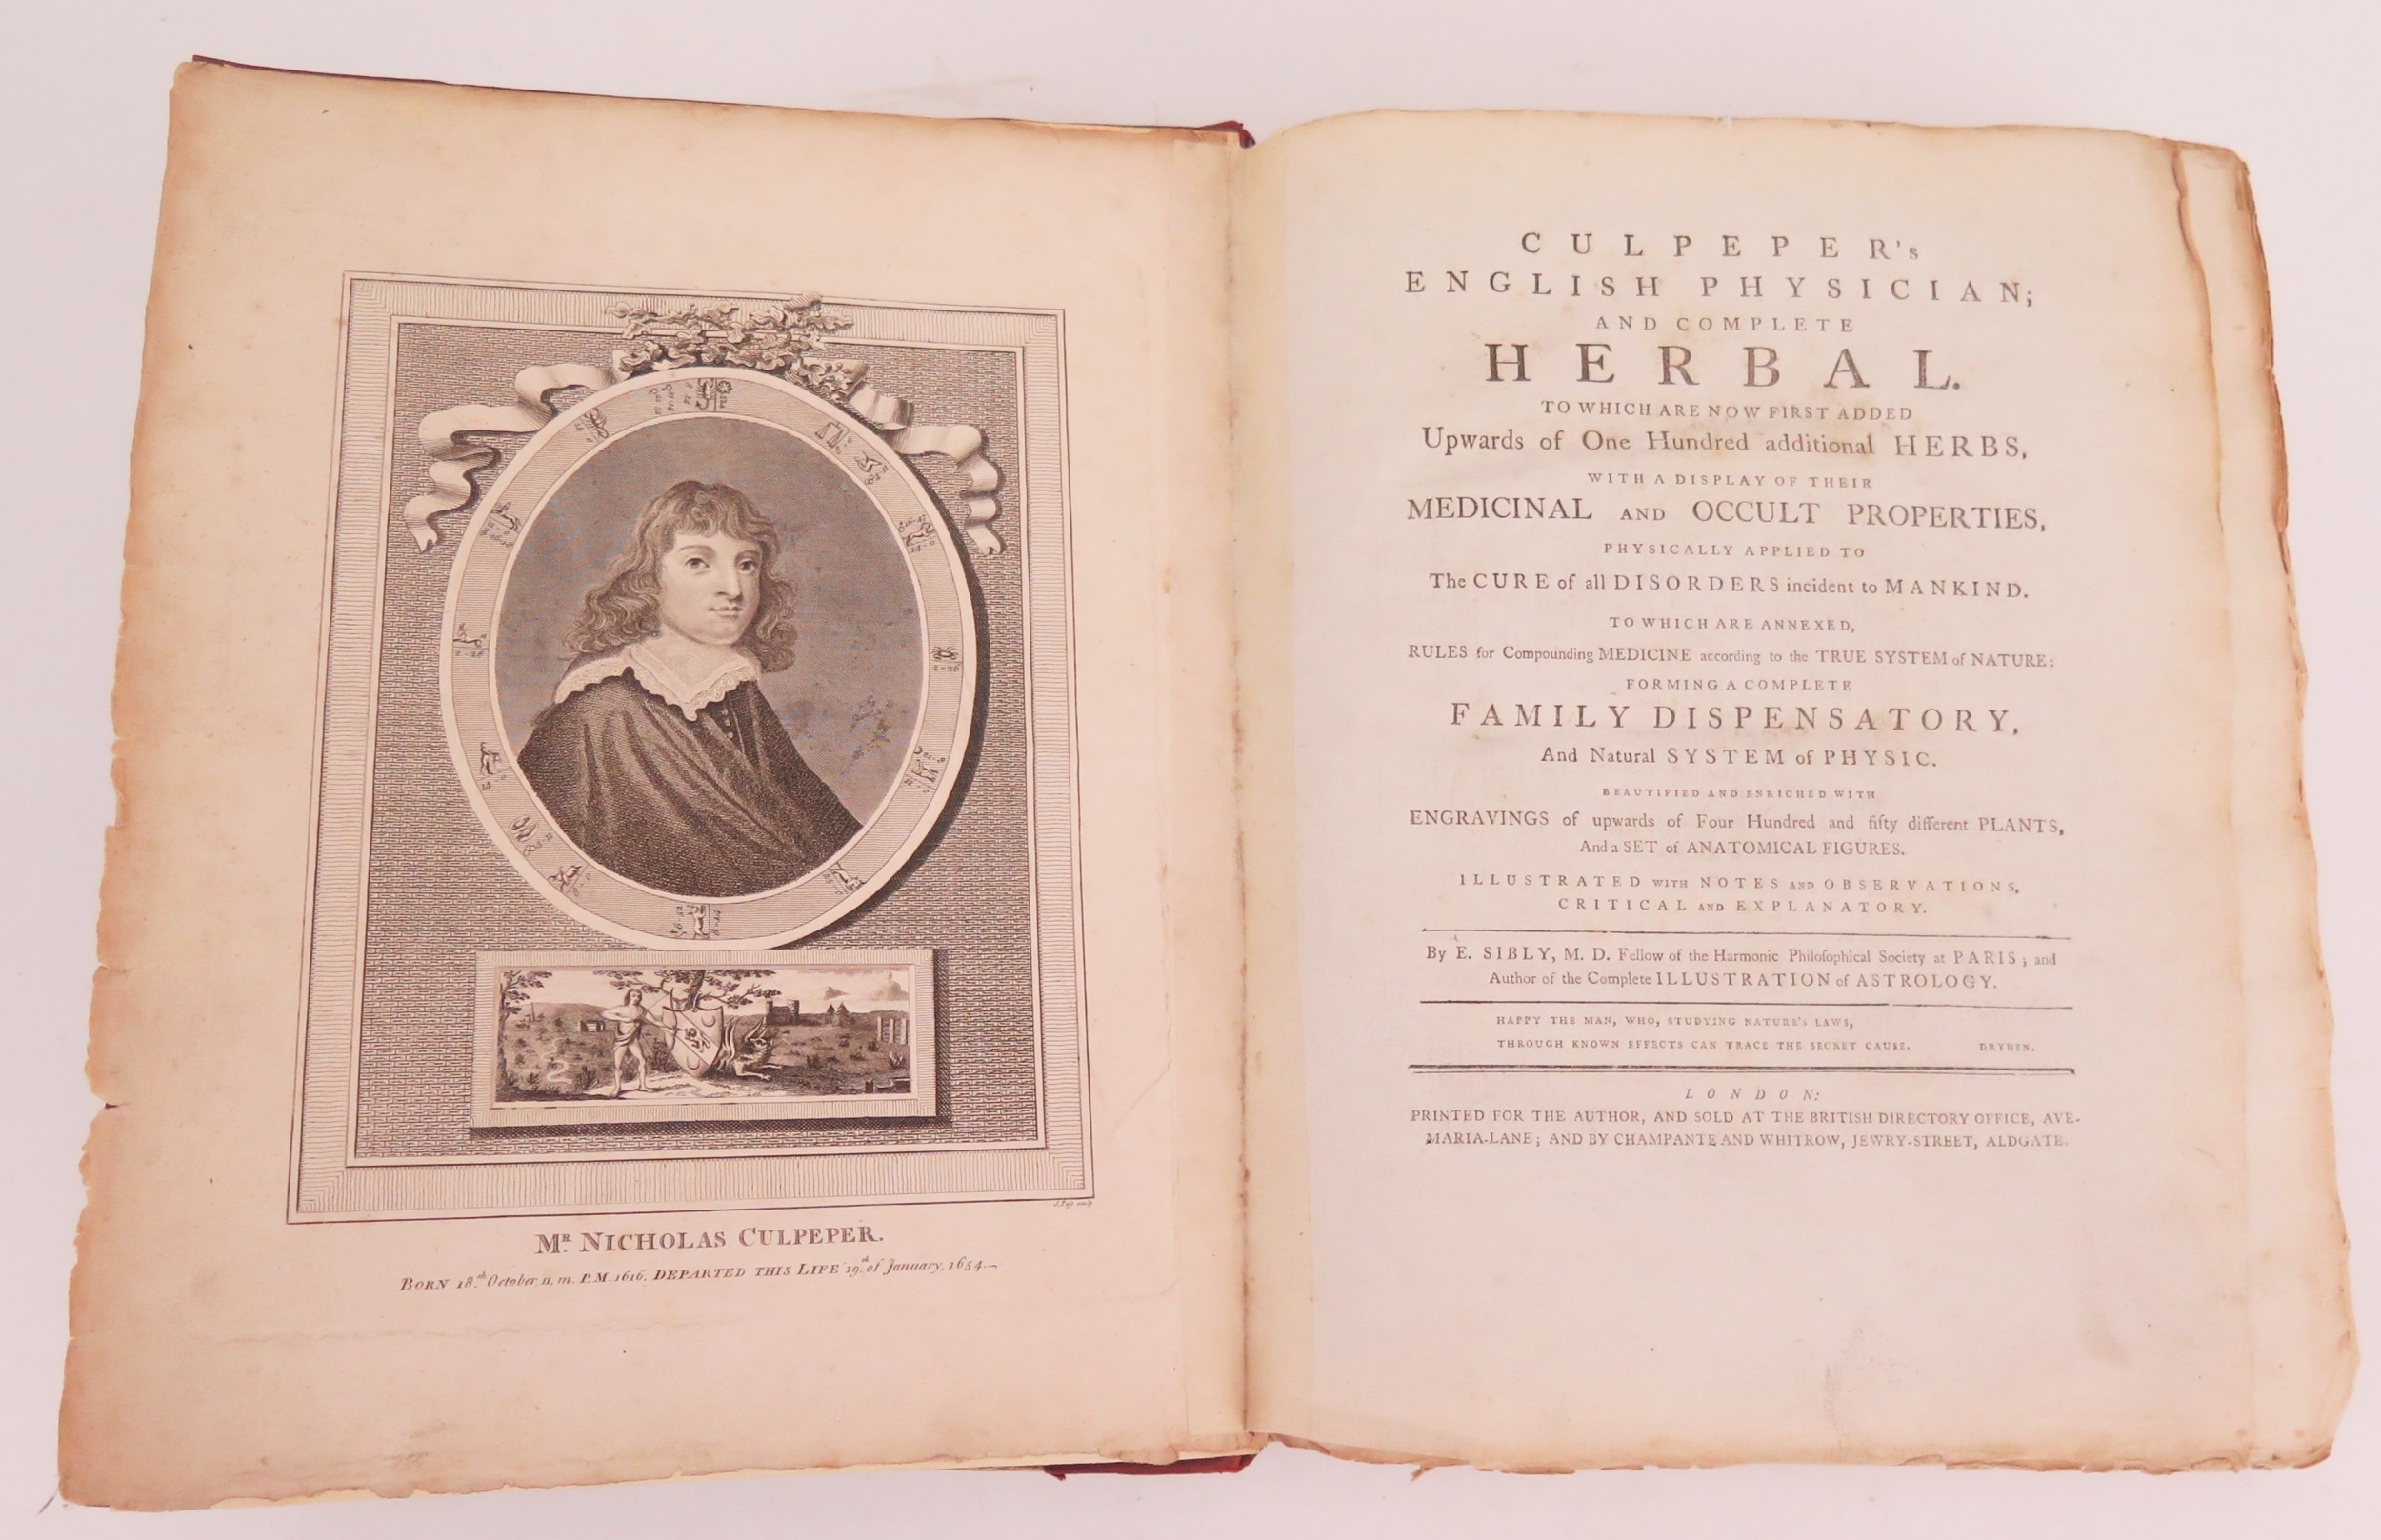 J. Pass sculp
Mr. NICHOLAS CULPEPER.
BORN 18th. October, n. m. P.M. 1616. DEPARTED THIS LIFE 19th. of January, 1654.
CULPEPER's
ENGLISH PHYSICIAN;
AND COMPLETE
HERBAL.
TO WHICH ARE NOW FIRST ADDED
Upwards of One Hundred additional HERBS,
WITH A DISPLAY OF THEIR
MEDICINAL AND OCCULT PROPERTIES,
PHYSICALLY APPLIED TO
The CURE of all DISORDERS incident to MANKIND.
TO WHICH ARE ANNEXED,
RULES for Compounding MEDICINE according to the TRUE SYSTEM of NATURE:
FORMING A COMPLETE
FAMILY DISPENSATORY,
And Natural SYSTEM of PHYSIC.
BEAUTIFIED AND ENRICHED WITH
ENGRAVINGS of upwards of Four Hundred and fifty different PLANTS,
And a SET of ANATOMICAL FIGURES.
ILLUSTRATED WITH NOTES AND OBSERVATIONS,
CRITICAL AND EXPLANATORY.
By E. SIBLY, M. D. Fellow of the Harmonic Philoſophical Society at PARIS; and
Author of the Complete ILLUSTRATION of ASTROLOGY.
HAPPY THE MAN, WHO, STUDYING NATURE'S LAWS,
THROUGH KNOWN EFFECTS CAN TRACE THE SECRET CAUSE. DRYDEN.
LONDON:
PRINTED FOR THE AUTHOR, AND SOLD AT THE BRITISH DIRECTORY OFFICE, AVE-
MARIA-LANE; AND BY CHAMPANTE AND WHITROW, JEWRY-STREET, ALDGATE.